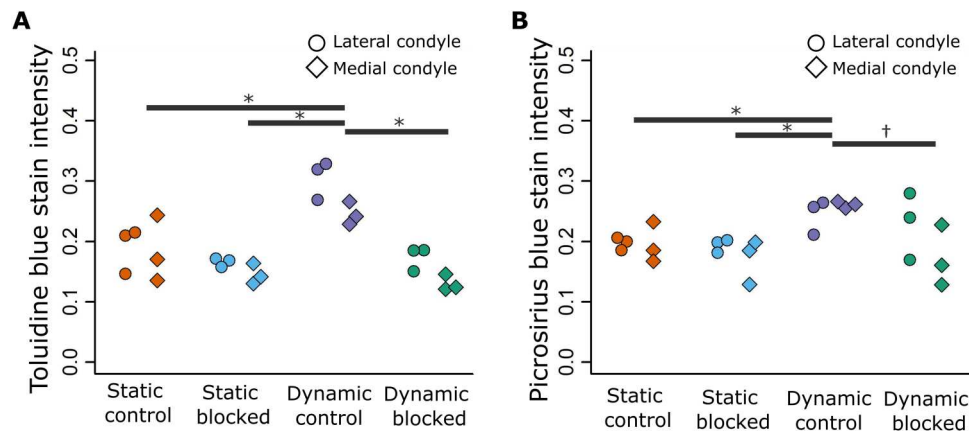 A
Lateral condyle
Medial condyle
Toluidine blue stain intensity
0.5
0.4
0.3
0.2
0.1
0.0
*
*
*
Static control
Static blocked
Dynamic control
Dynamic blocked
B
Lateral condyle
Medial condyle
Picrosirius blue stain intensity
0.5
0.4
0.3
0.2
0.1
0.0
*
*
†
Static control
Static blocked
Dynamic control
Dynamic blocked